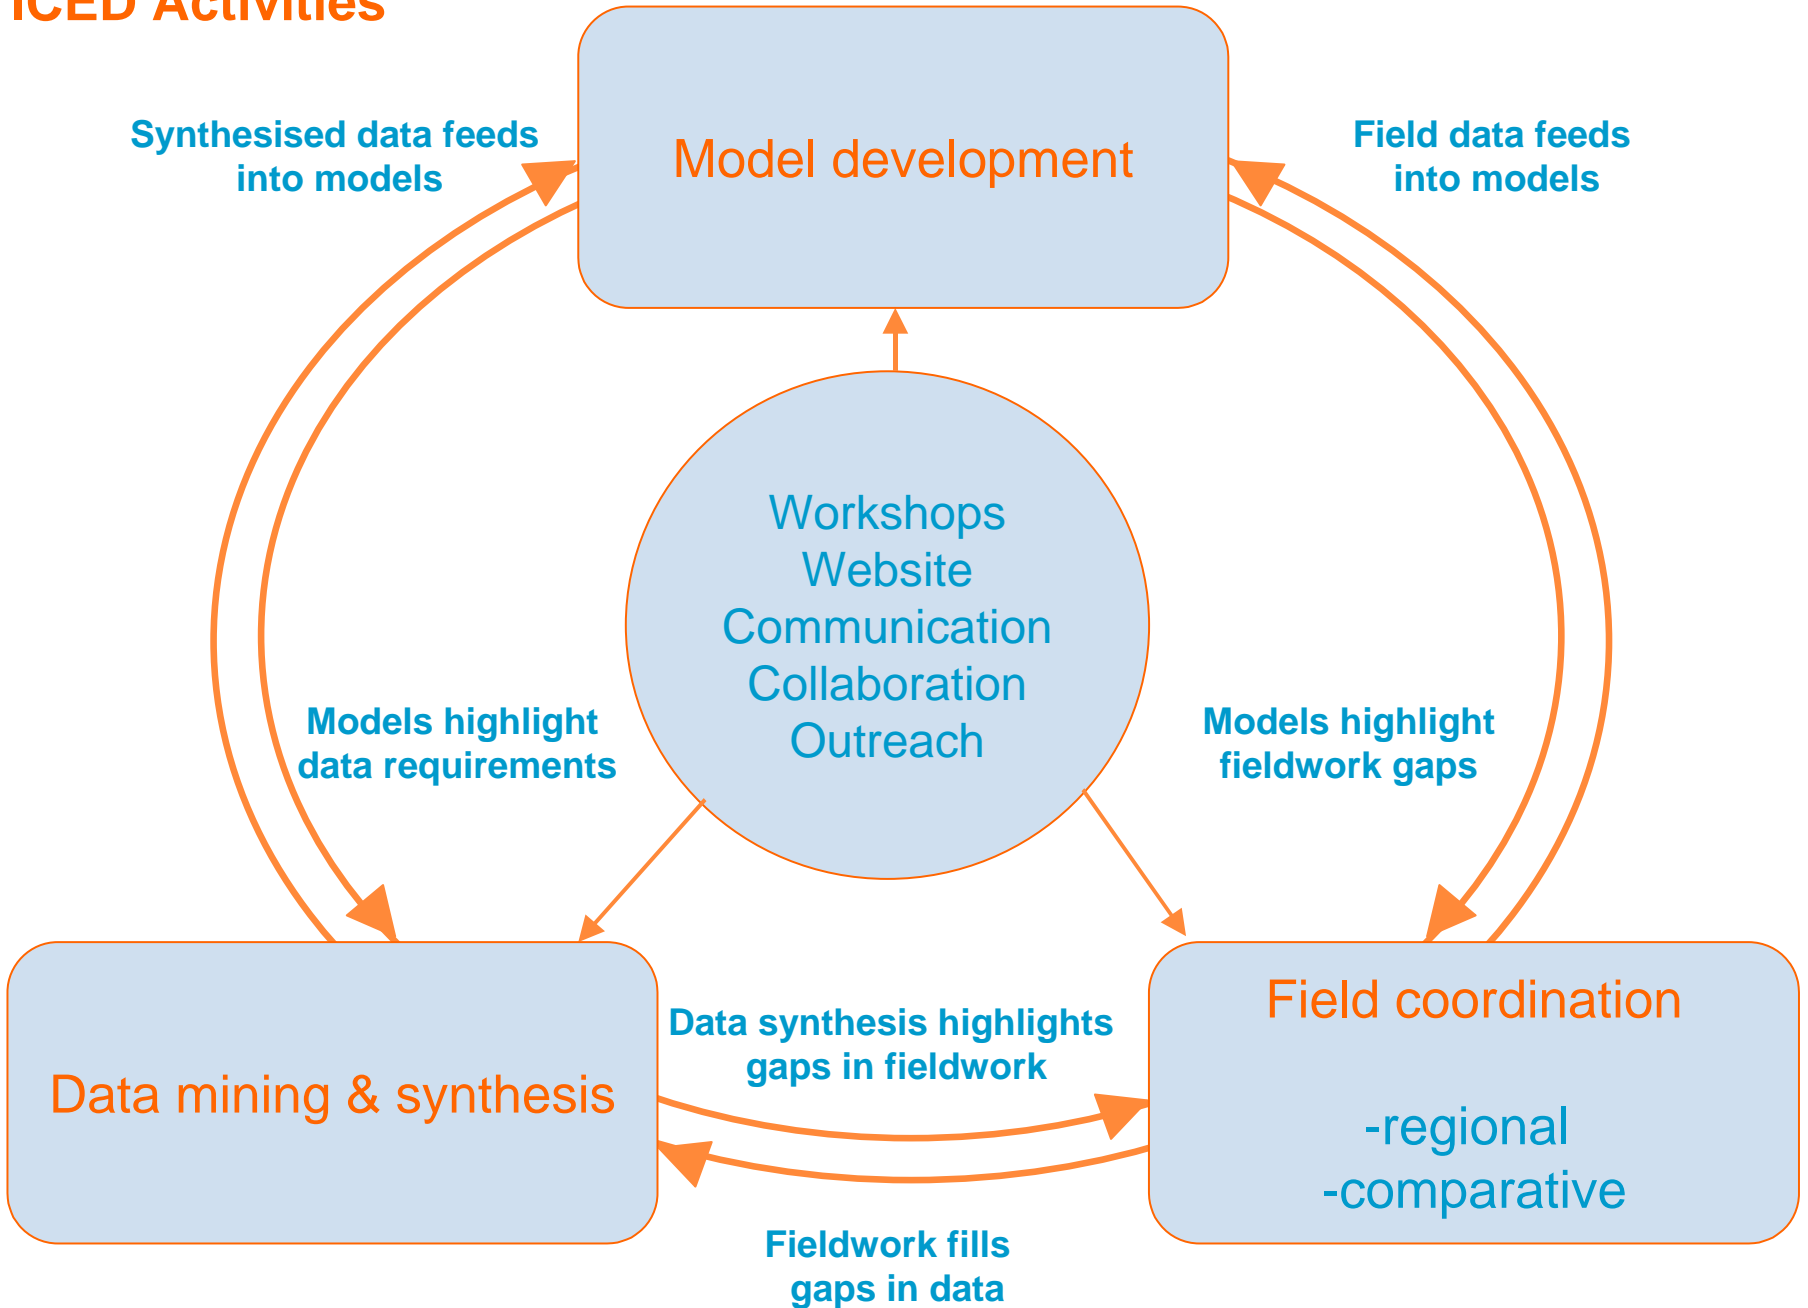 ICED Activities
Synthesised data feeds
into models
Model development
Field data feeds
into models
Workshops
Website
Communication
Collaboration
Outreach
Models highlight
data requirements
Models highlight
fieldwork gaps
Data mining & synthesis
Data synthesis highlights
gaps in fieldwork
Field coordination
-regional
-comparative
Fieldwork fills
gaps in data